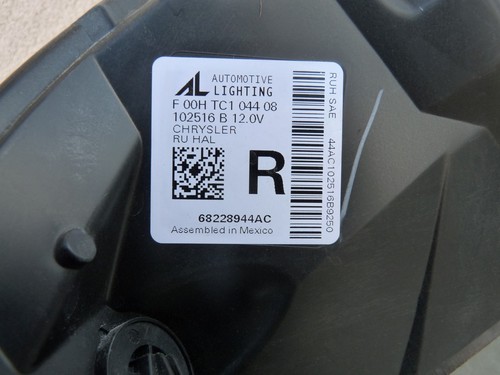 AL AUTOMOTIVE
LIGHTING
F 00H TC1 044 08
102516 B 12.0V
CHRYSLER
RU HAL
R
68228944AC
Assembled in Mexico
RUH SAE
44AC102516B9250